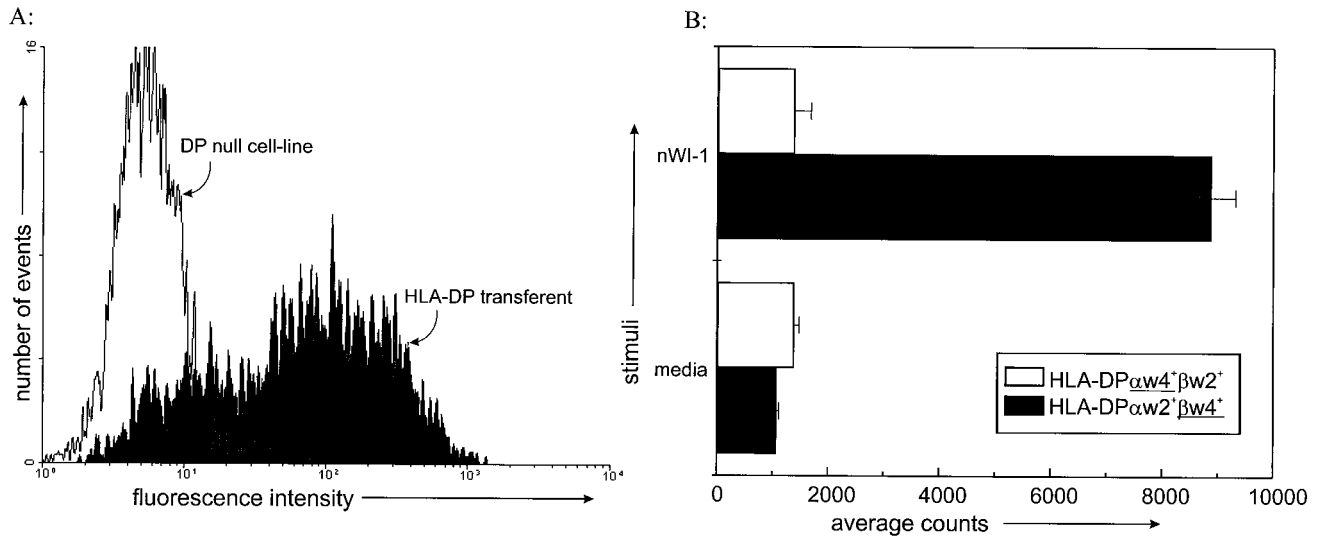 A:
16
number of events
0
DP null cell-line
HLA-DP transferent
10⁰
10¹
10²
10³
10⁴
fluorescence intensity
B:
stimuli
nWI-1
media
HLA-DPαw4⁺βw2⁺
HLA-DPαw2⁺βw4⁺
0
2000
4000
6000
8000
10000
average counts